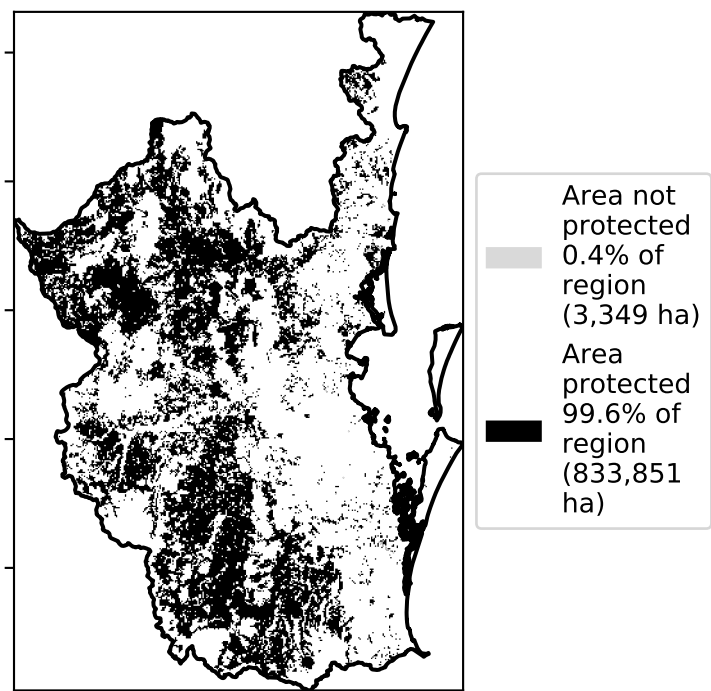 Area not
protected
0.4% of
region
(3,349 ha)
Area
protected
99.6% of
region
(833,851
ha)